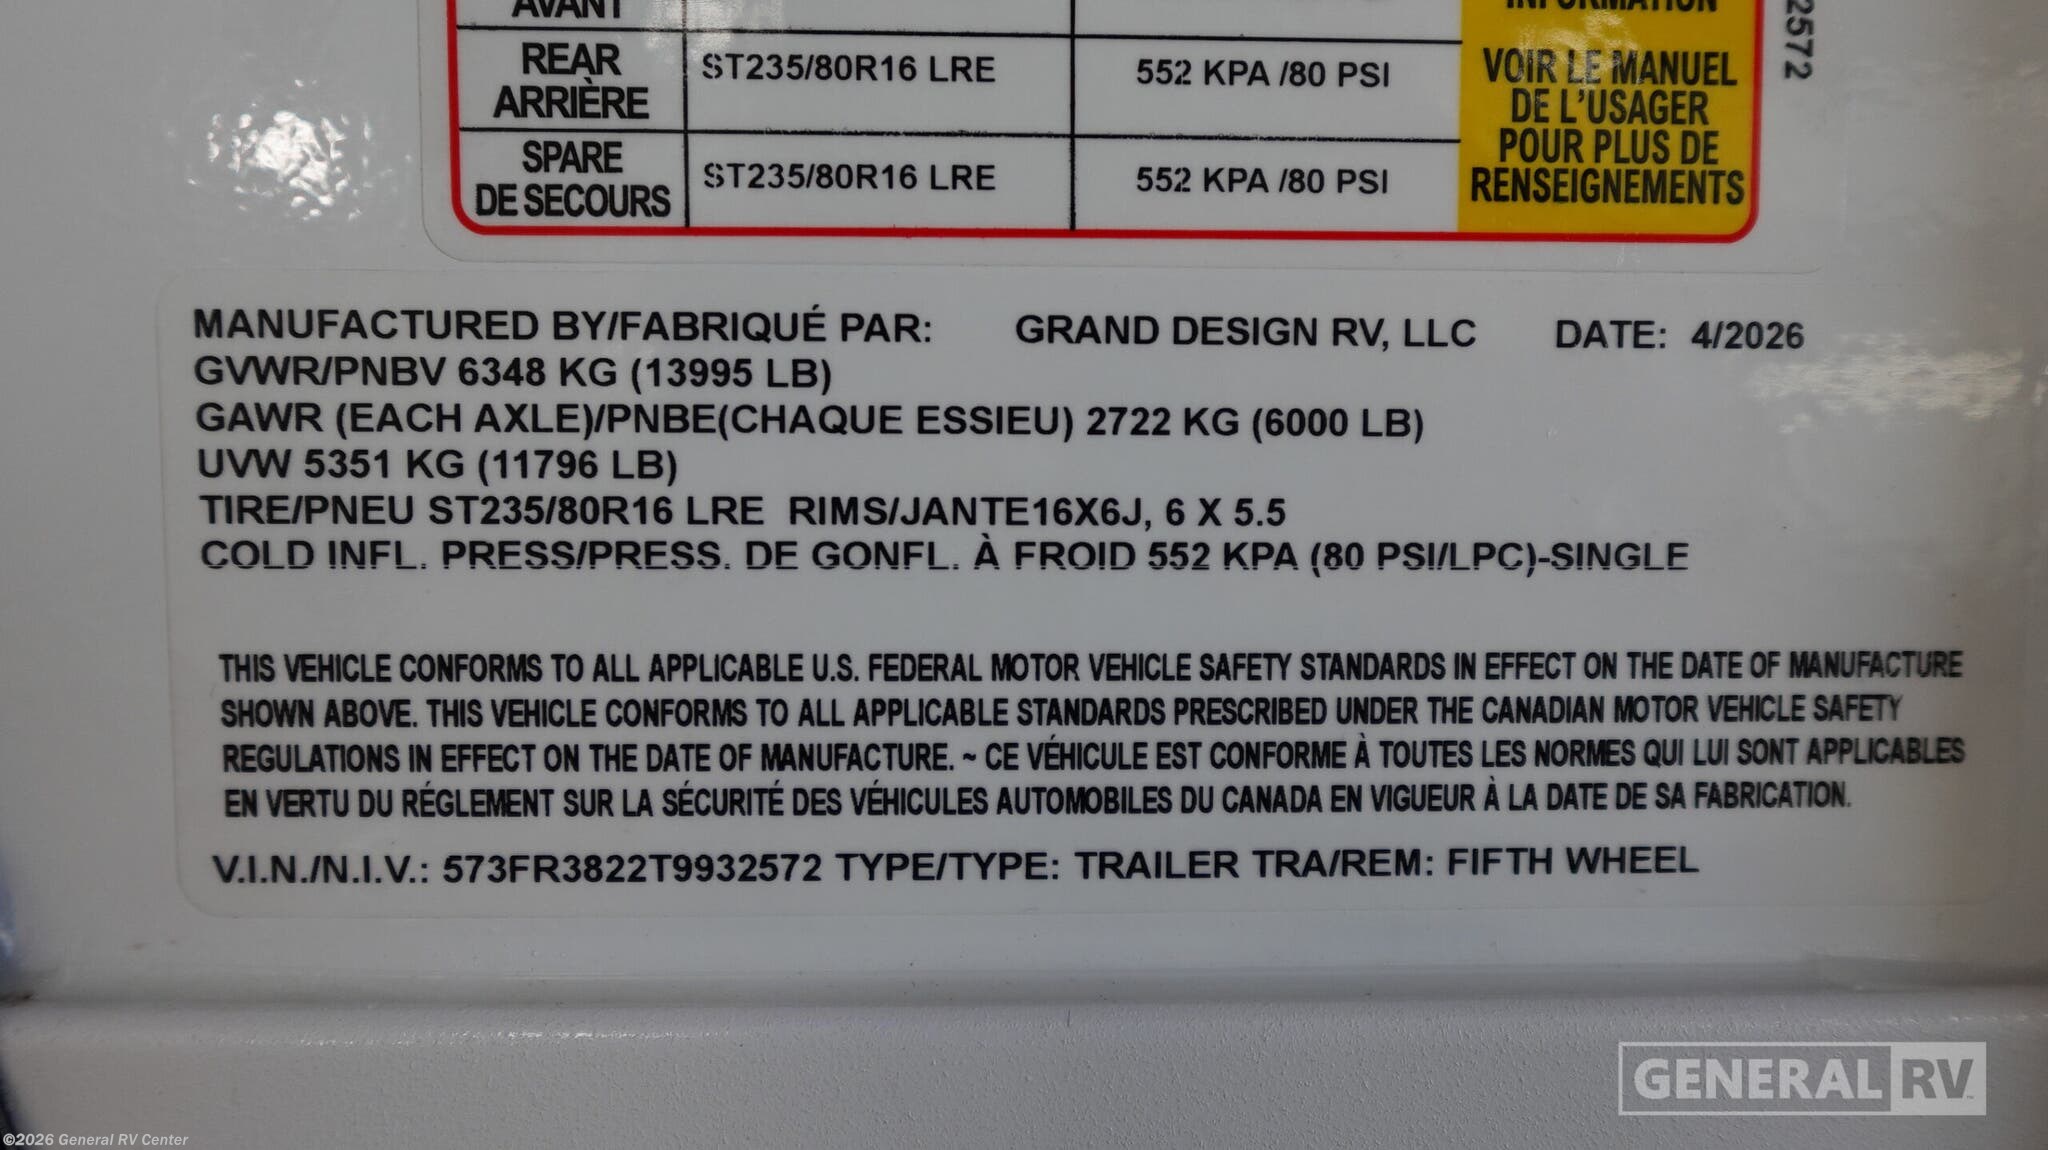 AVANT
INFORMATION
REAR
ARRIÈRE
ST235/80R16 LRE
552 KPA /80 PSI
VOIR LE MANUEL
DE L'USAGER
POUR PLUS DE
RENSEIGNEMENTS
SPARE
DE SECOURS
ST235/80R16 LRE
552 KPA /80 PSI
2572
MANUFACTURED BY/FABRIQUÉ PAR: GRAND DESIGN RV, LLC DATE: 4/2026
GVWR/PNBV 6348 KG (13995 LB)
GAWR (EACH AXLE)/PNBE(CHAQUE ESSIEU) 2722 KG (6000 LB)
UVW 5351 KG (11796 LB)
TIRE/PNEU ST235/80R16 LRE RIMS/JANTE16X6J, 6 X 5.5
COLD INFL. PRESS/PRESS. DE GONFL. À FROID 552 KPA (80 PSI/LPC)-SINGLE
THIS VEHICLE CONFORMS TO ALL APPLICABLE U.S. FEDERAL MOTOR VEHICLE SAFETY STANDARDS IN EFFECT ON THE DATE OF MANUFACTURE
SHOWN ABOVE. THIS VEHICLE CONFORMS TO ALL APPLICABLE STANDARDS PRESCRIBED UNDER THE CANADIAN MOTOR VEHICLE SAFETY
REGULATIONS IN EFFECT ON THE DATE OF MANUFACTURE. ~ CE VÉHICULE EST CONFORME À TOUTES LES NORMES QUI LUI SONT APPLICABLES
EN VERTU DU RÉGLEMENT SUR LA SÉCURITÉ DES VÉHICULES AUTOMOBILES DU CANADA EN VIGUEUR À LA DATE DE SA FABRICATION.
V.I.N./N.I.V.: 573FR3822T9932572 TYPE/TYPE: TRAILER TRA/REM: FIFTH WHEEL
GENERAL RV
©2026 General RV Center